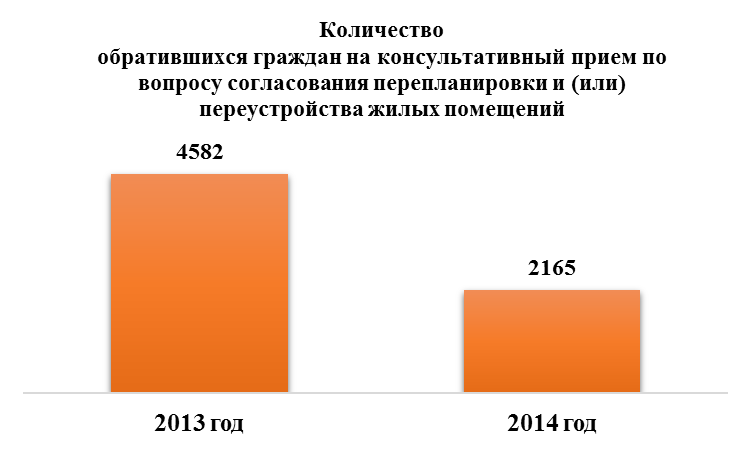 Количество
обратившихся граждан на консультативный прием по
вопросу согласования перепланировки и (или)
переустройства жилых помещений
4582
2165
2013 год
2014 год